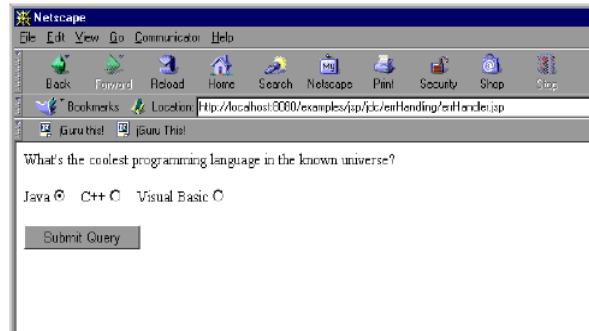 Netscape
File Edit View Go Communicator Help
Back Forward Reload Home Search Netscape Print Security Shop Stop
Bookmarks Location: http://localhost:8080/examples/jsp/jdc/errHandling/errHandler.jsp
jGuru this! jGuru This!
What's the coolest programming language in the known universe?
Java C++ Visual Basic
Submit Query